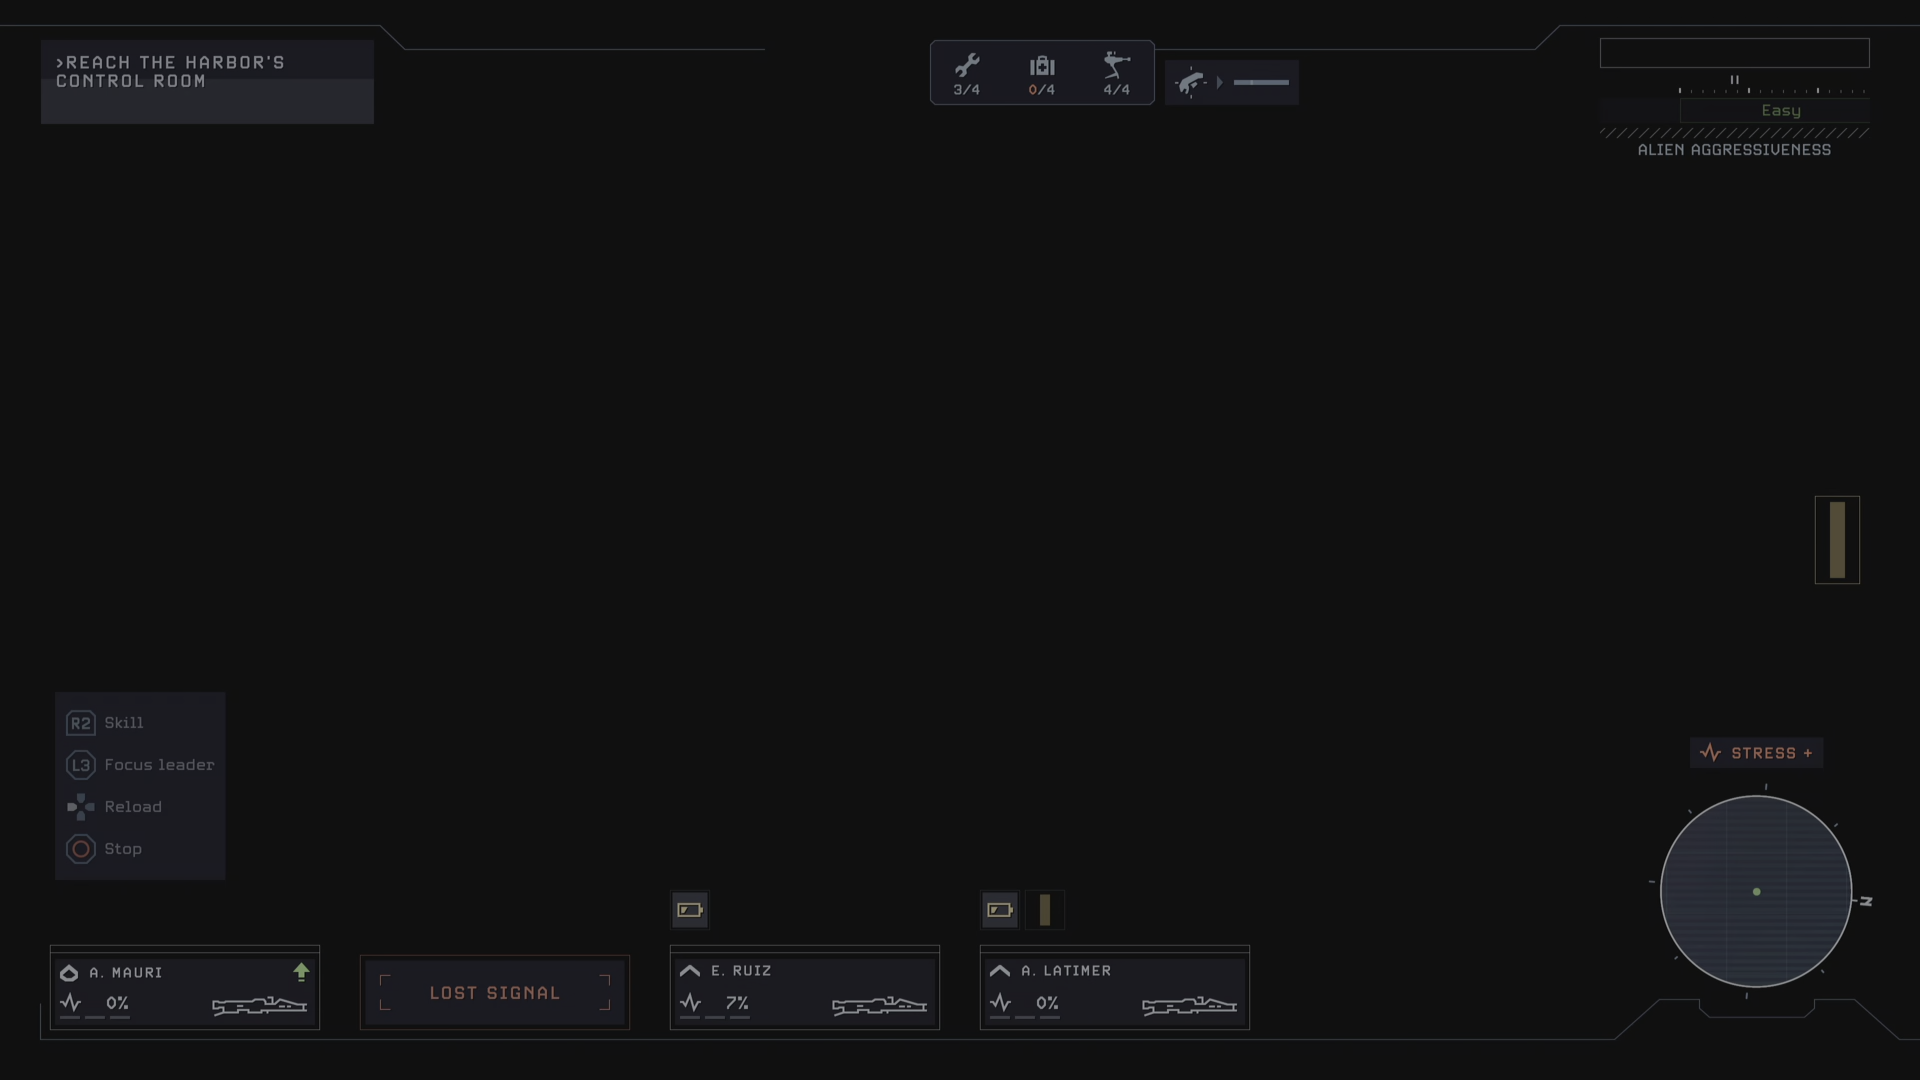 >REACH THE HARBOR'S
CONTROL ROOM
3/4
0/4
4/4
Easy
ALIEN AGGRESSIVENESS
R2 Skill
L3 Focus leader
Reload
Stop
STRESS +
N
A. MAURI
0%
LOST SIGNAL
E. RUIZ
7%
A. LATIMER
0%